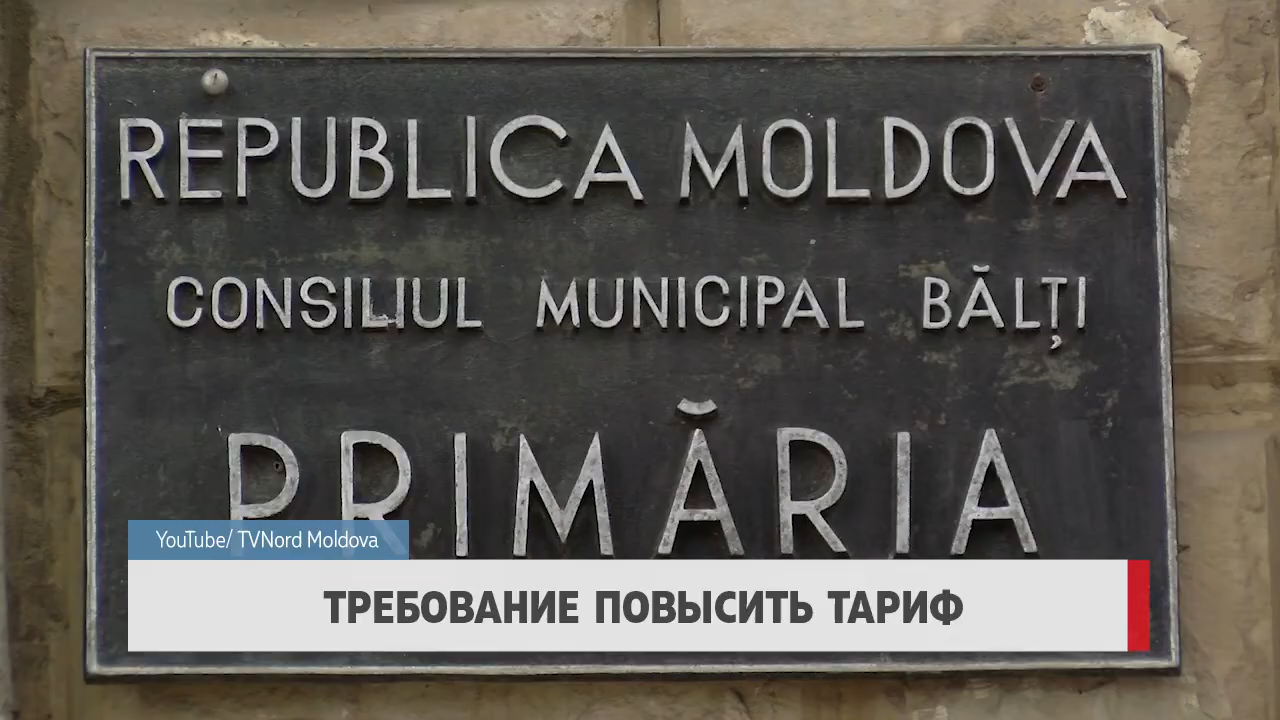 REPUBLICA MOLDOVA
CONSILIUL MUNICIPAL BĂLȚI
PRIMĂRIA
YouTube/ TVNord Moldova
ТРЕБОВАНИЕ ПОВЫСИТЬ ТАРИФ